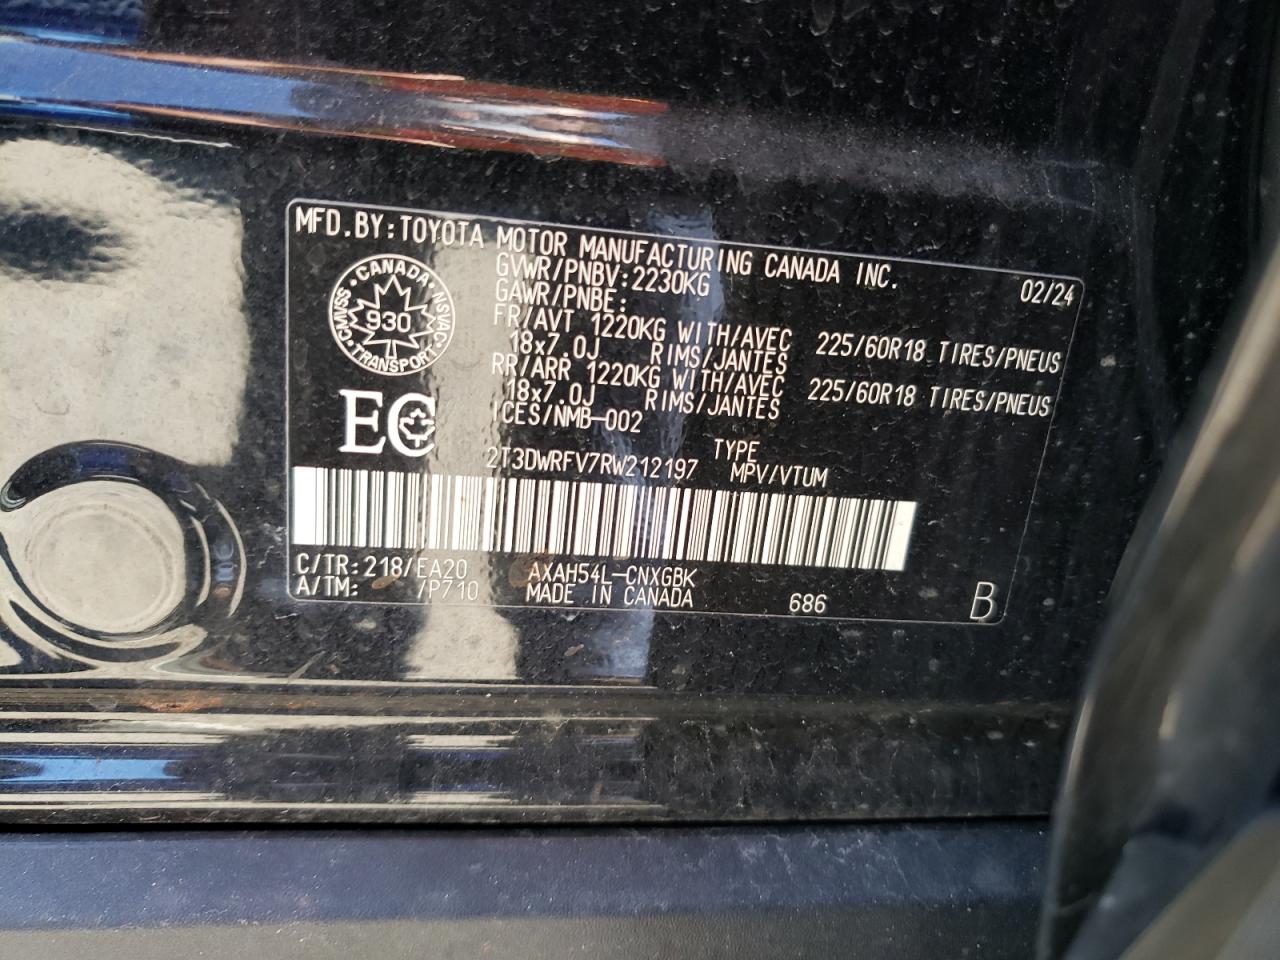 MFD.BY:TOYOTA MOTOR MANUFACTURING CANADA INC.
02/24
GVWR/PNBV:2230KG
GAWR/PNBE:
FR/AVT 1220KG WITH/AVEC 225/60R18 TIRES/PNEUS
18x7.0J RIMS/JANTES
RR/ARR 1220KG WITH/AVEC 225/60R18 TIRES/PNEUS
18x7.0J RIMS/JANTES
ICES/NMB-002
CANADA
CMVSS 930 NSVAC
TRANSPORT
EC
2T3DWRFV7RW212197
TYPE
MPV/VTUM
C/TR:218/EA20 AXAH54L-CNXGBK
A/TM: /P710 MADE IN CANADA 686 B